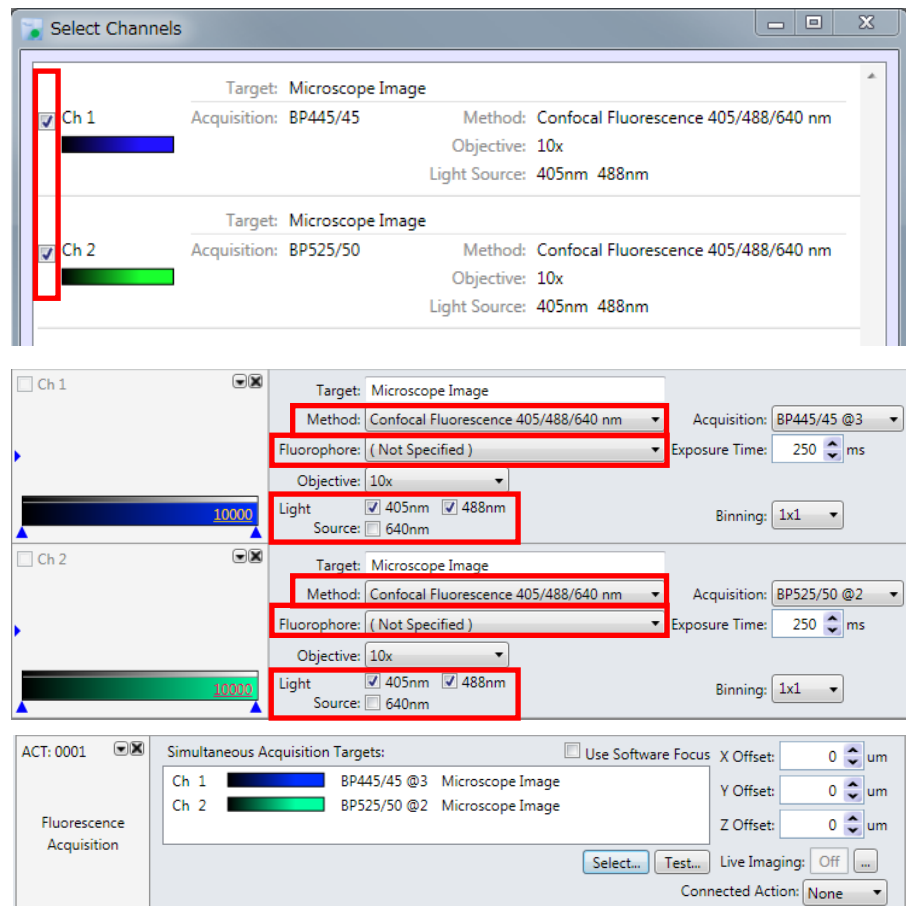 Select Channels
Target: Microscope Image
Ch 1 Acquisition: BP445/45 Method: Confocal Fluorescence 405/488/640 nm
Objective: 10x
Light Source: 405nm 488nm
Target: Microscope Image
Ch 2 Acquisition: BP525/50 Method: Confocal Fluorescence 405/488/640 nm
Objective: 10x
Light Source: 405nm 488nm
Ch 1
Target: Microscope Image
Method: Confocal Fluorescence 405/488/640 nm Acquisition: BP445/45 @3
Fluorophore: ( Not Specified ) Exposure Time: 250 ms
Objective: 10x
10000 Light 405nm 488nm
Source: 640nm Binning: 1x1
Ch 2
Target: Microscope Image
Method: Confocal Fluorescence 405/488/640 nm Acquisition: BP525/50 @2
Fluorophore: ( Not Specified ) Exposure Time: 250 ms
Objective: 10x
10000 Light 405nm 488nm
Source: 640nm Binning: 1x1
ACT: 0001 Simultaneous Acquisition Targets: Use Software Focus X Offset: 0 um
Ch 1 BP445/45 @3 Microscope Image
Ch 2 BP525/50 @2 Microscope Image
Y Offset: 0 um
Z Offset: 0 um
Fluorescence
Acquisition
Select... Test... Live Imaging: Off ...
Connected Action: None